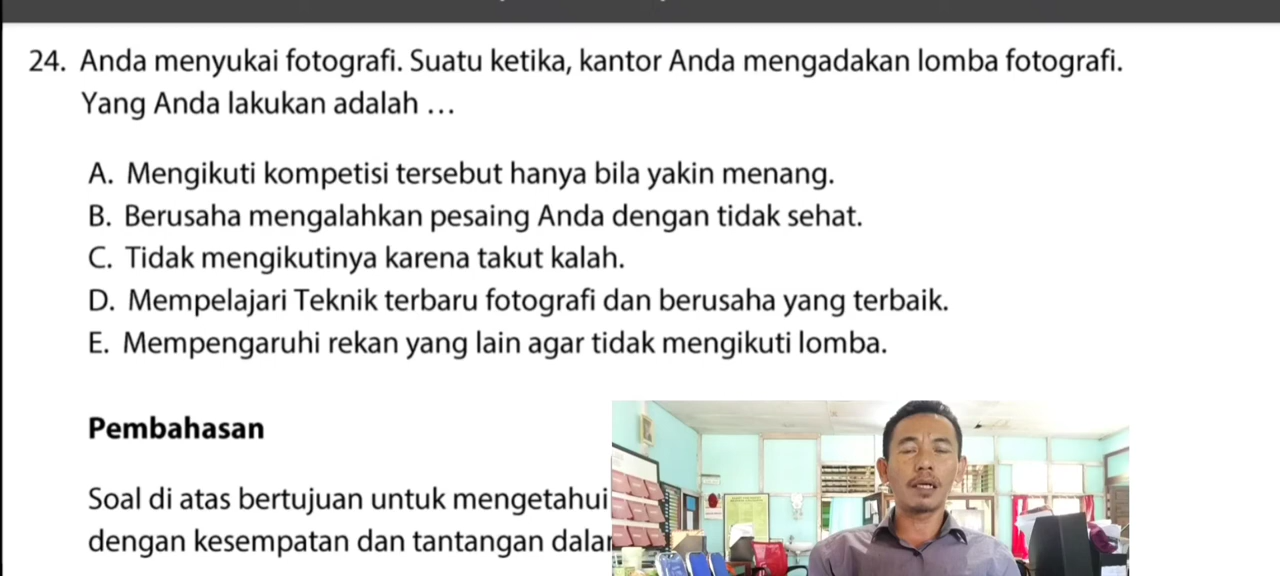 24. Anda menyukai fotografi. Suatu ketika, kantor Anda mengadakan lomba fotografi.
Yang Anda lakukan adalah …
A. Mengikuti kompetisi tersebut hanya bila yakin menang.
B. Berusaha mengalahkan pesaing Anda dengan tidak sehat.
C. Tidak mengikutinya karena takut kalah.
D. Mempelajari Teknik terbaru fotografi dan berusaha yang terbaik.
E. Mempengaruhi rekan yang lain agar tidak mengikuti lomba.
Pembahasan
Soal di atas bertujuan untuk mengetahui
dengan kesempatan dan tantangan